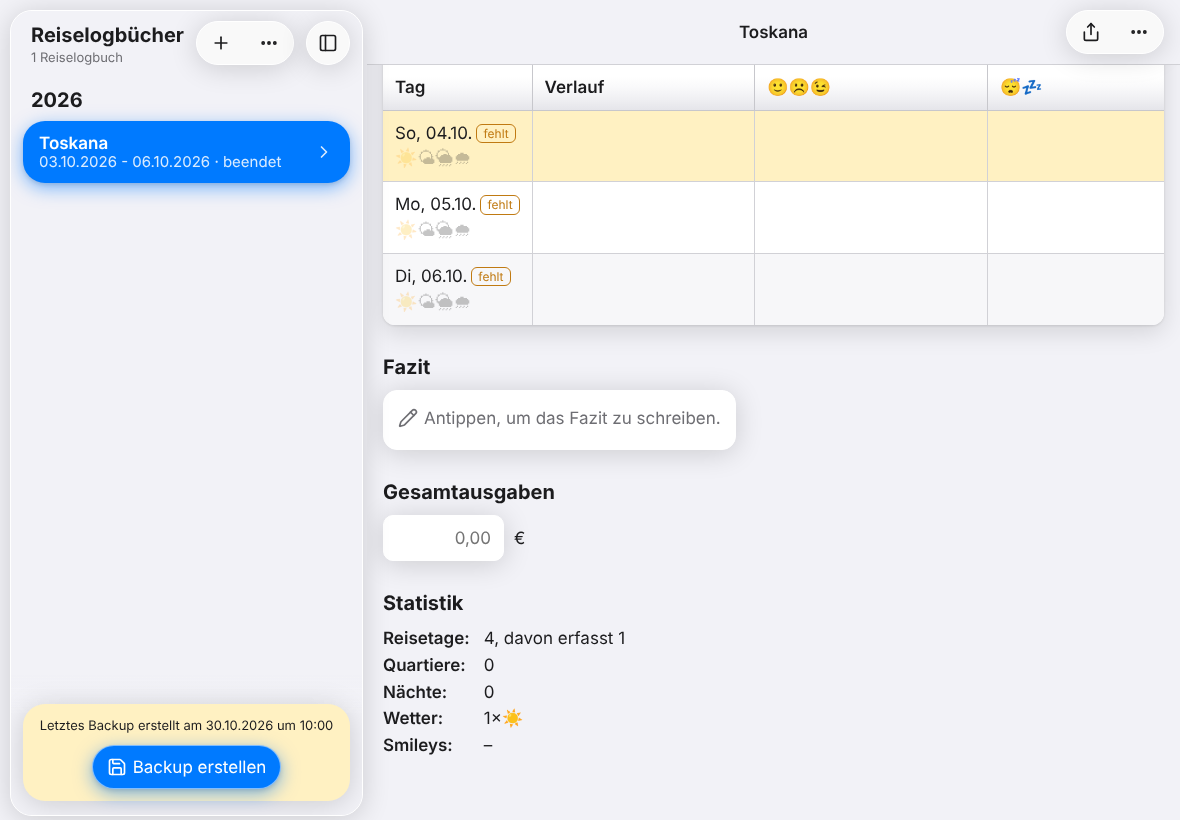 Reiselogbücher
1 Reiselogbuch
2026
Toskana
03.10.2026 - 06.10.2026 · beendet
Letztes Backup erstellt am 30.10.2026 um 10:00
Backup erstellen
Toskana
Tag Verlauf 🙂☹️😉 😴💤
So, 04.10. fehlt
☀️🌤🌦🌧
Mo, 05.10. fehlt
☀️🌤🌦🌧
Di, 06.10. fehlt
☀️🌤🌦🌧
Fazit
Antippen, um das Fazit zu schreiben.
Gesamtausgaben
0,00 €
Statistik
Reisetage: 4, davon erfasst 1
Quartiere: 0
Nächte: 0
Wetter: 1×☀️
Smileys: –